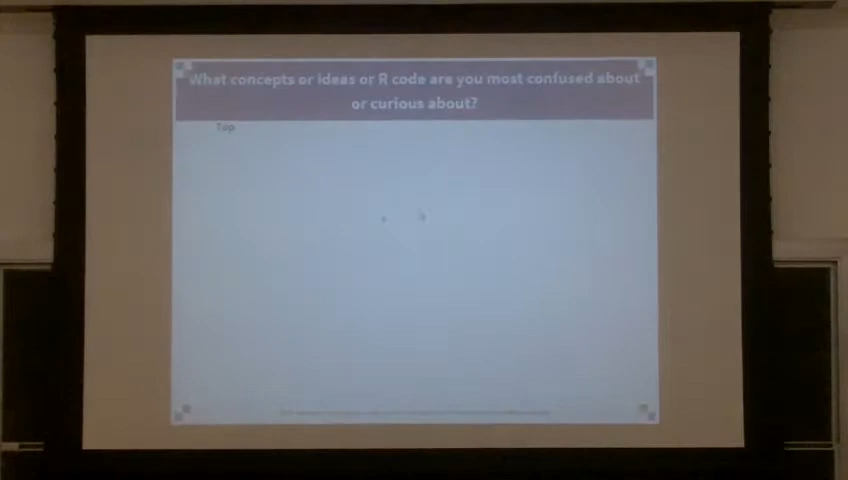 What concepts or ideas or R code are you most confused about
or curious about?
Top